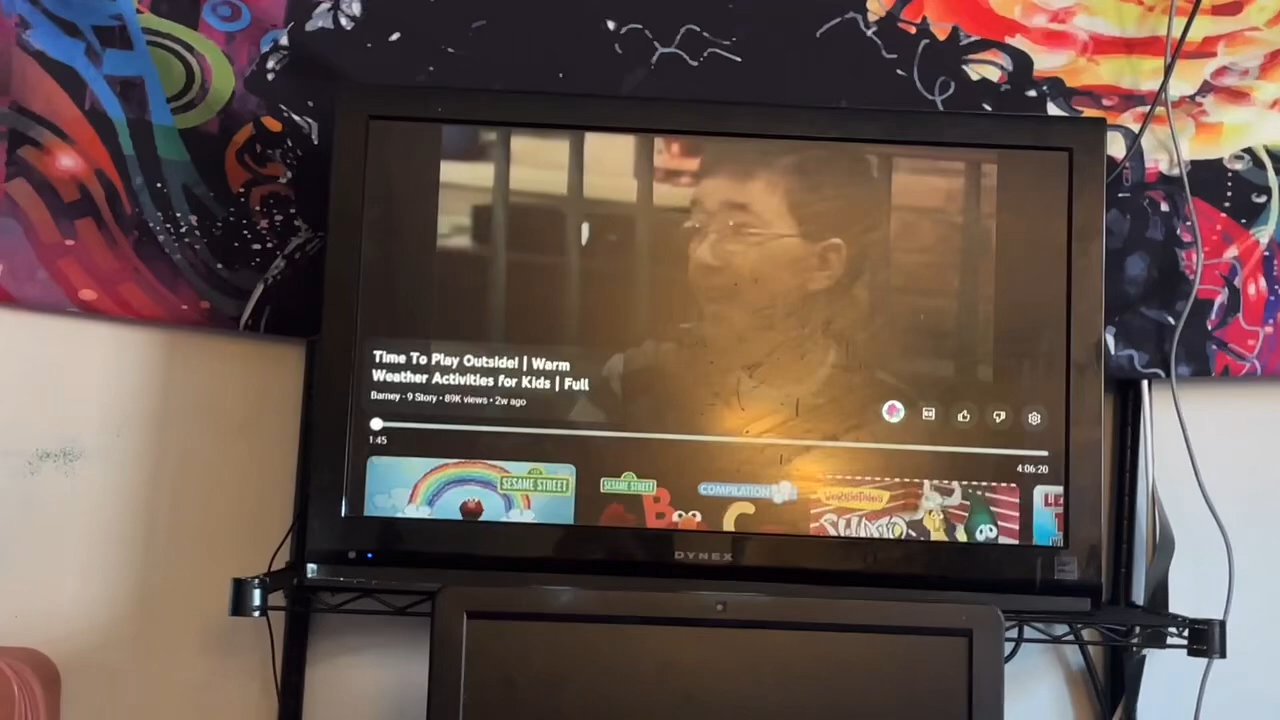 Time To Play Outside! | Warm
Weather Activities for Kids | Full
Barney - 9 Story • 89K views • 2w ago
1:45
4:06:20
SESAME STREET
SESAME STREET
B
C
COMPILATION
VeggieTales
DYNEX